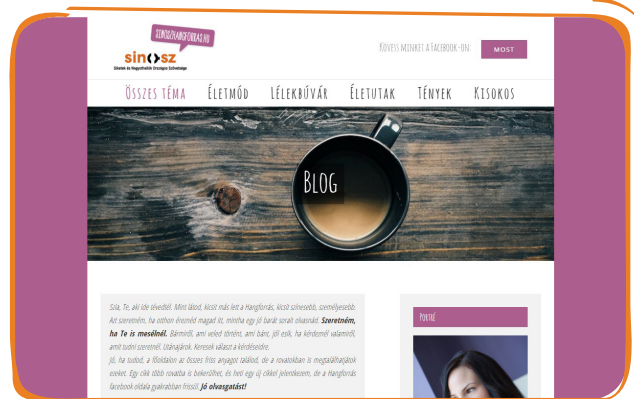 SINOSZHANGFORRAS.HU
sinosz
Siketek és Nagyothallók Országos Szövetsége
Kövess minket a Facebook-on:
MOST
Összes téma Életmód Lélekbúvár Életutak Tények Kisokos
Blog
Szia, Te, aki ide tévedtél. Mint látod, kicsit más lett a Hangforrás, kicsit színesebb, személyesebb.
Azt szeretném, ha otthon éreznéd magad itt, mintha egy jó barát sorait olvasnád. Szeretném,
ha Te is mesélnél. Bármiről, ami veled történt, ami bánt, jól esik, ha kérdeznél valamiről,
amit tudni szeretnél. Utánajárok. Keresek választ a kérdéseidre.
Jó, ha tudod, a főoldalon az összes friss anyagot találod, de a rovatokban is megtalálhatjátok
ezeket. Egy cikk több rovatba is bekerülhet, és heti egy új cikkel jelentkezem, de a Hangforrás
facebook oldala gyakrabban frissül. Jó olvasgatást!
Portré